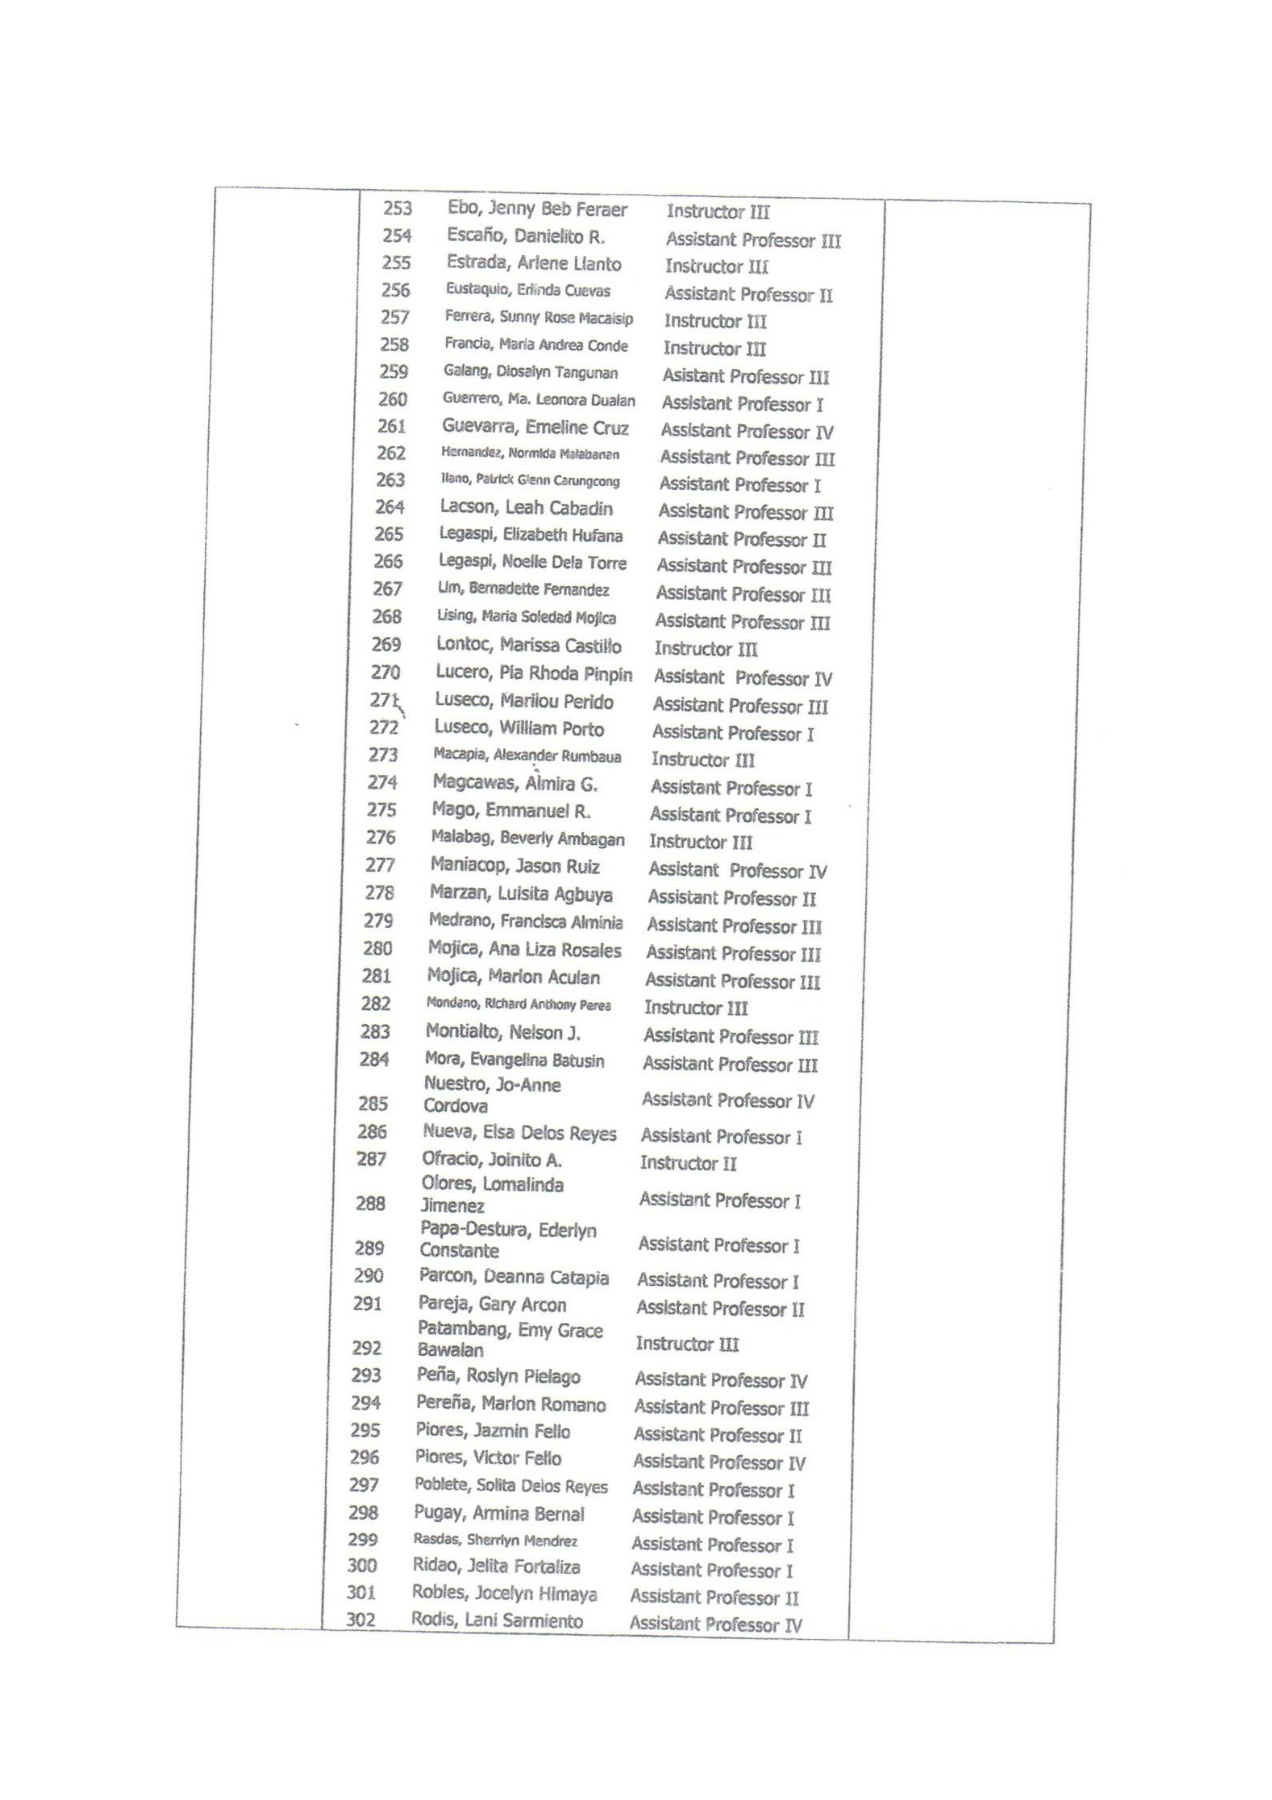 253 Ebo, Jenny Beb Feraer Instructor III
254 Escaño, Danielito R. Assistant Professor III
255 Estrada, Arlene Llanto Instructor III
256 Eustaquio, Erlinda Cuevas Assistant Professor II
257 Ferrera, Sunny Rose Macaisip Instructor III
258 Francia, Maria Andrea Conde Instructor III
259 Galang, Diosalyn Tangunan Asistant Professor III
260 Guerrero, Ma. Leonora Dualan Assistant Professor I
261 Guevarra, Emeline Cruz Assistant Professor IV
262 Hernandez, Normida Malabanan Assistant Professor III
263 Ilano, Patrick Glenn Carungcong Assistant Professor I
264 Lacson, Leah Cabadin Assistant Professor III
265 Legaspi, Elizabeth Hufana Assistant Professor II
266 Legaspi, Noelle Dela Torre Assistant Professor III
267 Lim, Bernadette Fernandez Assistant Professor III
268 Lising, Maria Soledad Mojica Assistant Professor III
269 Lontoc, Marissa Castillo Instructor III
270 Lucero, Pia Rhoda Pinpin Assistant Professor IV
271 Luseco, Marilou Perido Assistant Professor III
272 Luseco, William Porto Assistant Professor I
273 Macapia, Alexander Rumbaua Instructor III
274 Magcawas, Almira G. Assistant Professor I
275 Mago, Emmanuel R. Assistant Professor I
276 Malabag, Beverly Ambagan Instructor III
277 Maniacop, Jason Ruiz Assistant Professor IV
278 Marzan, Luisita Agbuya Assistant Professor II
279 Medrano, Francisca Alminia Assistant Professor III
280 Mojica, Ana Liza Rosales Assistant Professor III
281 Mojica, Marlon Aculan Assistant Professor III
282 Mondano, Richard Anthony Perea Instructor III
283 Montialto, Nelson J. Assistant Professor III
284 Mora, Evangelina Batusin Assistant Professor III
Nuestro, Jo-Anne
285 Cordova Assistant Professor IV
286 Nueva, Elsa Delos Reyes Assistant Professor I
287 Ofracio, Joinito A. Instructor II
Olores, Lomalinda
288 Jimenez Assistant Professor I
Papa-Destura, Ederlyn
289 Constante Assistant Professor I
290 Parcon, Deanna Catapia Assistant Professor I
291 Pareja, Gary Arcon Assistant Professor II
Patambang, Emy Grace
292 Bawalan Instructor III
293 Peña, Roslyn Pielago Assistant Professor IV
294 Pereña, Marlon Romano Assistant Professor III
295 Piores, Jazmin Fello Assistant Professor II
296 Piores, Victor Fello Assistant Professor IV
297 Poblete, Solita Delos Reyes Assistant Professor I
298 Pugay, Armina Bernal Assistant Professor I
299 Rasdas, Sherrlyn Mendrez Assistant Professor I
300 Ridao, Jelita Fortaliza Assistant Professor I
301 Robles, Jocelyn Himaya Assistant Professor II
302 Rodis, Lani Sarmiento Assistant Professor IV